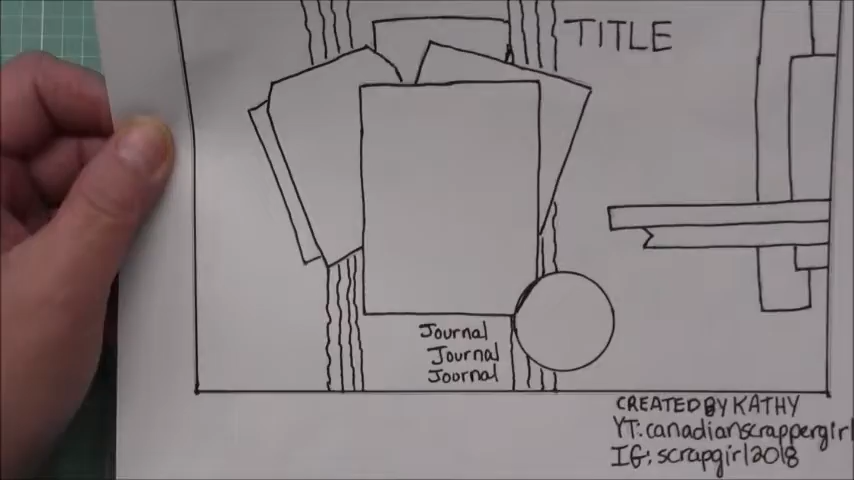 TITLE
Journal
Journal
Journal
CREATED BY KATHY
YT: canadianscrappergirl
IG: scrapgirl2018